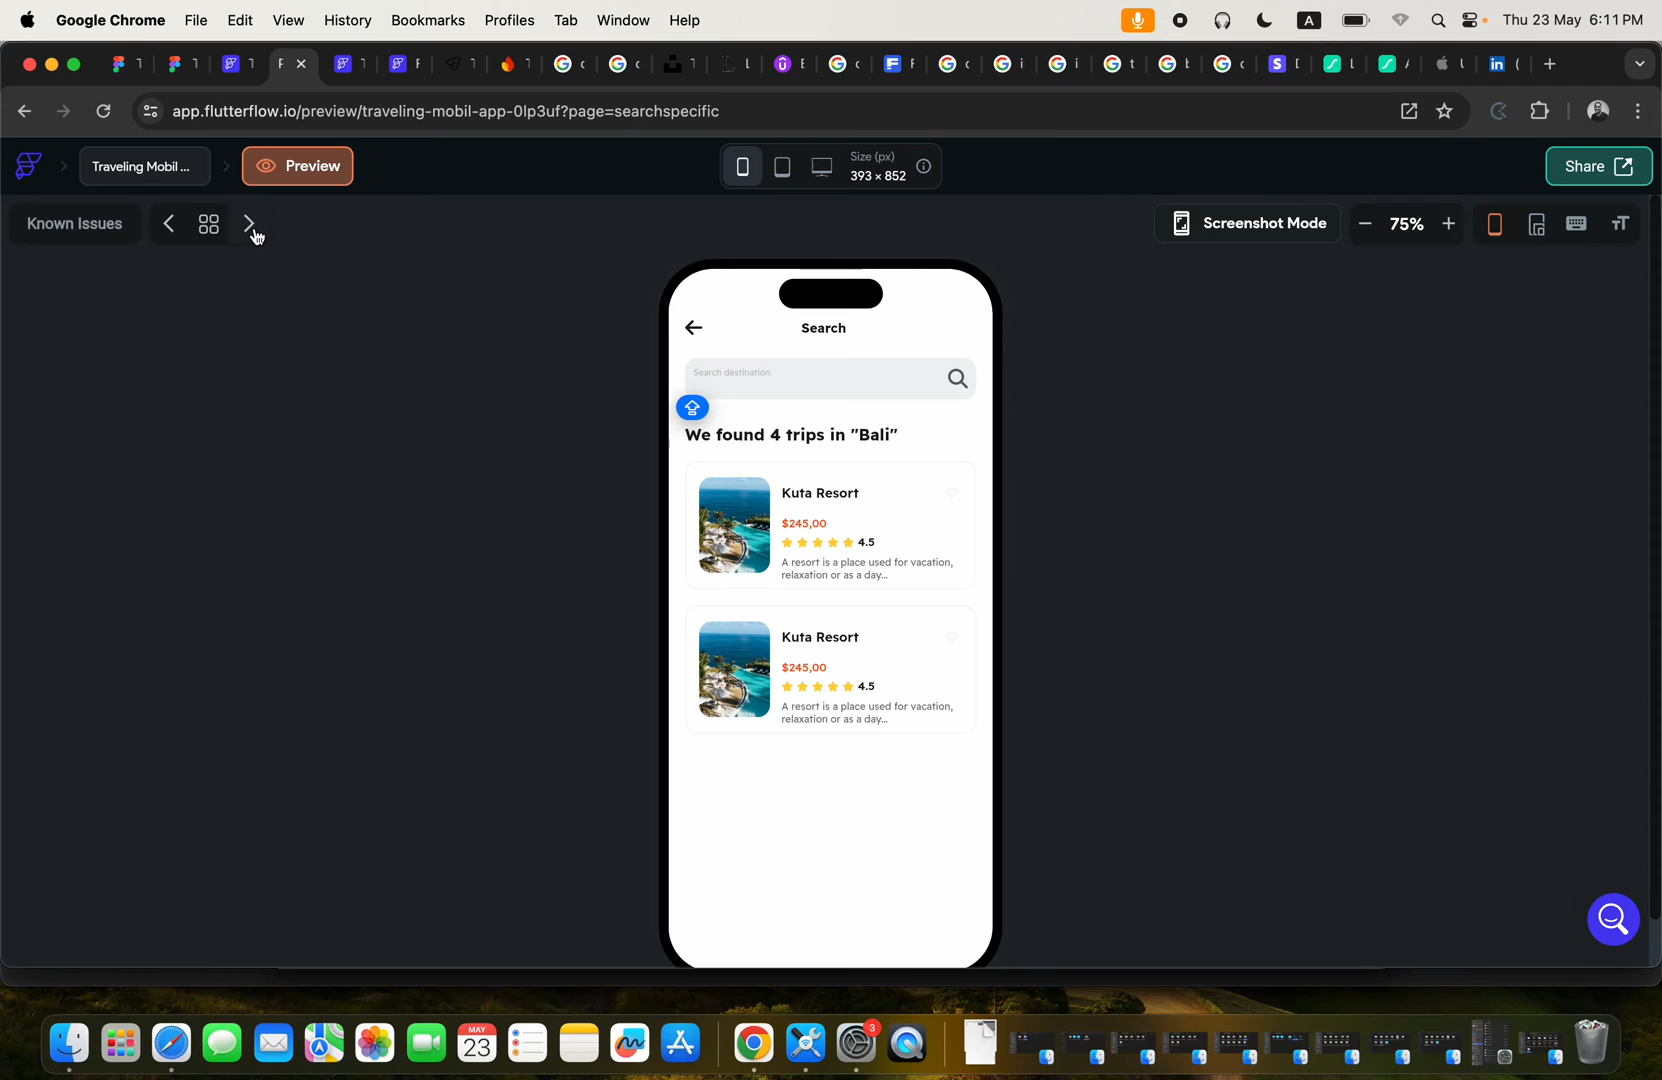 Google Chrome File Edit View History Bookmarks Profiles Tab Window Help A Thu 23 May 6:11 PM
app.flutterflow.io/preview/traveling-mobil-app-0lp3uf?page=searchspecific
Traveling Mobil ... Preview Size (px) 393 × 852 Share
Known Issues Screenshot Mode 75%
Search
Search destination
We found 4 trips in "Bali"
Kuta Resort
$245,00
4.5
A resort is a place used for vacation,
relaxation or as a day...
Kuta Resort
$245,00
4.5
A resort is a place used for vacation,
relaxation or as a day...
MAY
23
3